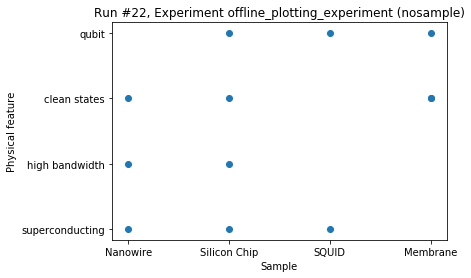 Run #22, Experiment offline_plotting_experiment (nosample)
qubit
clean states
high bandwidth
superconducting
Physical feature
Nanowire
Silicon Chip
SQUID
Membrane
Sample